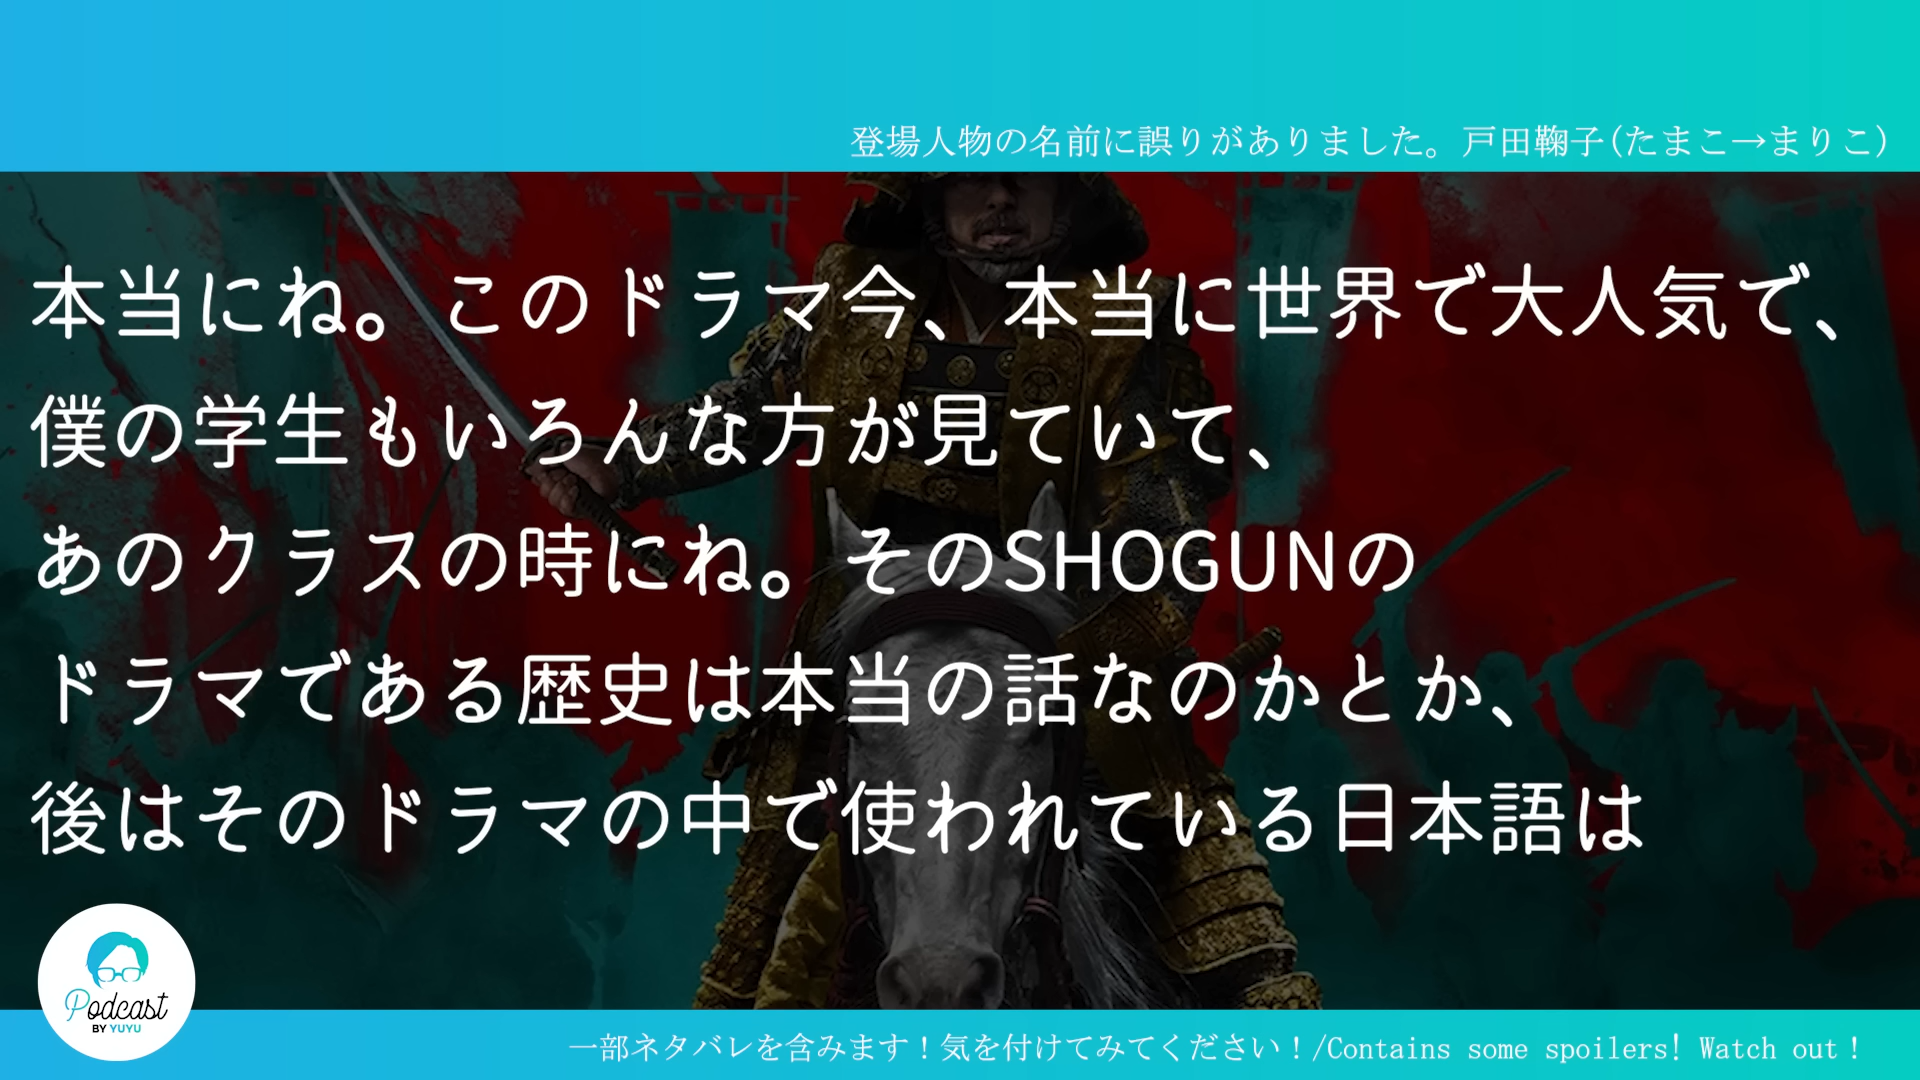 登場人物の名前に誤りがありました。戸田鞠子(たまこ→まりこ)
本当にね。このドラマ今、本当に世界で大人気で、
僕の学生もいろんな方が見ていて、
あのクラスの時にね。そのSHOGUNの
ドラマである歴史は本当の話なのかとか、
後はそのドラマの中で使われている日本語は
Podcast
BY YUYU
一部ネタバレを含みます！気を付けてみてください！/Contains some spoilers! Watch out！